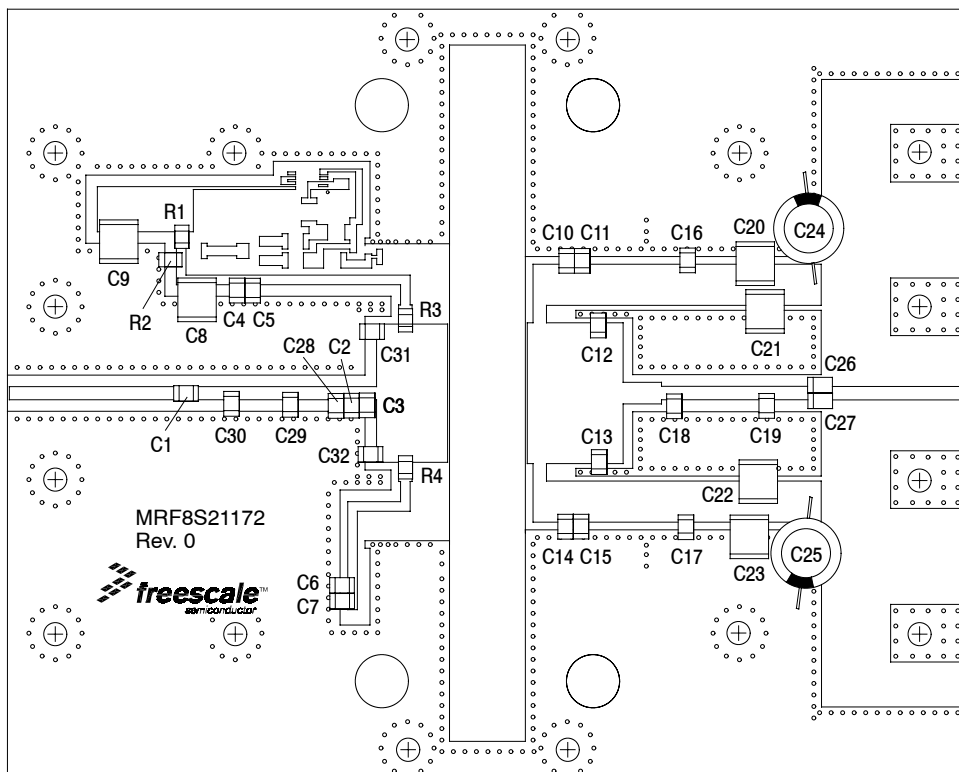 R1
C9
R2
C8
C4 C5
R3
C10 C11
C16
C20
C24
C28 C2
C31
C12
C21
C26
C1
C30
C29
C3
C18
C19
C27
C32
R4
C13
C22
MRF8S21172
Rev. 0
C14 C15
C17
C23
C25
C6
C7
freescale™
semiconductor